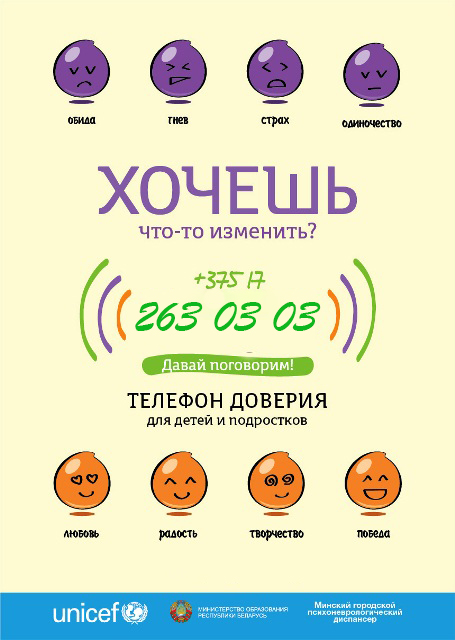 обида гнев страх одиночество
ХОЧЕШЬ
что-то изменить?
+375 17
263 03 03
Давай поговорим!
ТЕЛЕФОН ДОВЕРИЯ
для детей и подростков
любовь радость творчество победа
unicef
МИНИСТЕРСТВО ОБРАЗОВАНИЯ
РЕСПУБЛИКИ БЕЛАРУСЬ
Минский городской
психоневрологический
диспансер